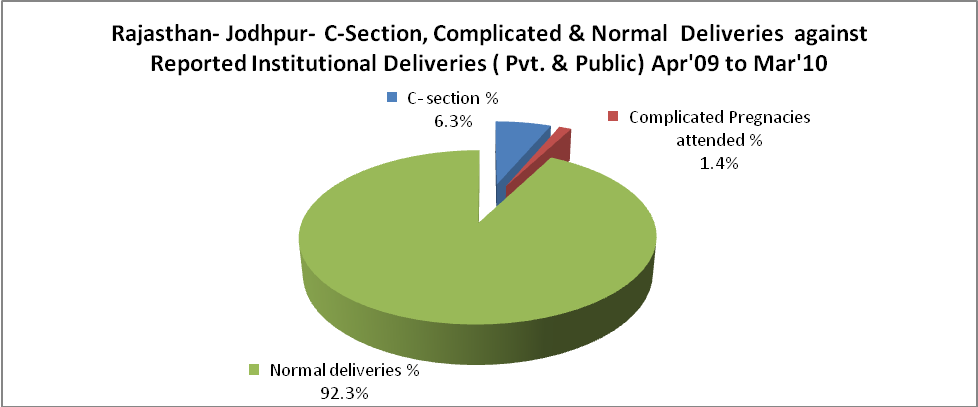 Rajasthan- Jodhpur- C-Section, Complicated & Normal Deliveries against
Reported Institutional Deliveries ( Pvt. & Public) Apr'09 to Mar'10
C- section %
6.3%
Complicated Pregnacies
attended %
1.4%
Normal deliveries %
92.3%